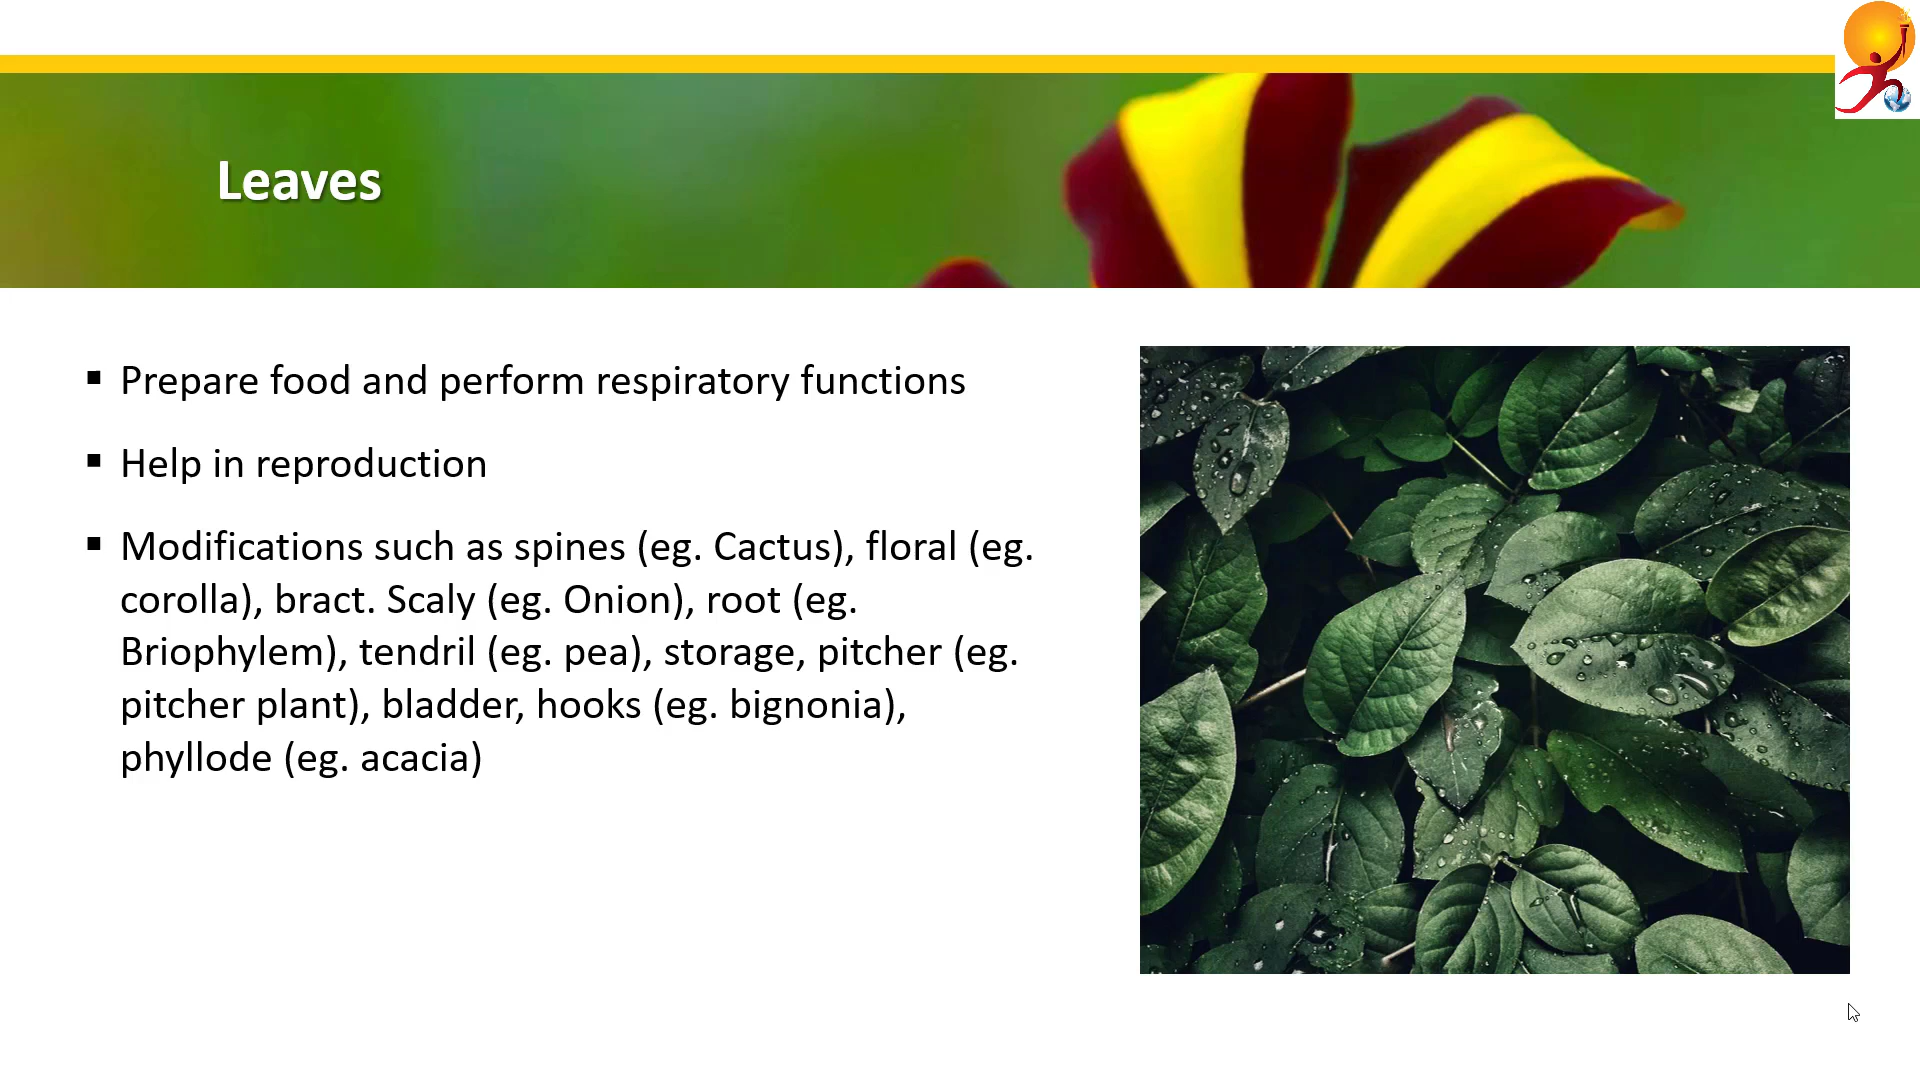 Leaves
▪ Prepare food and perform respiratory functions
▪ Help in reproduction
▪ Modifications such as spines (eg. Cactus), floral (eg.
corolla), bract. Scaly (eg. Onion), root (eg.
Briophylem), tendril (eg. pea), storage, pitcher (eg.
pitcher plant), bladder, hooks (eg. bignonia),
phyllode (eg. acacia)